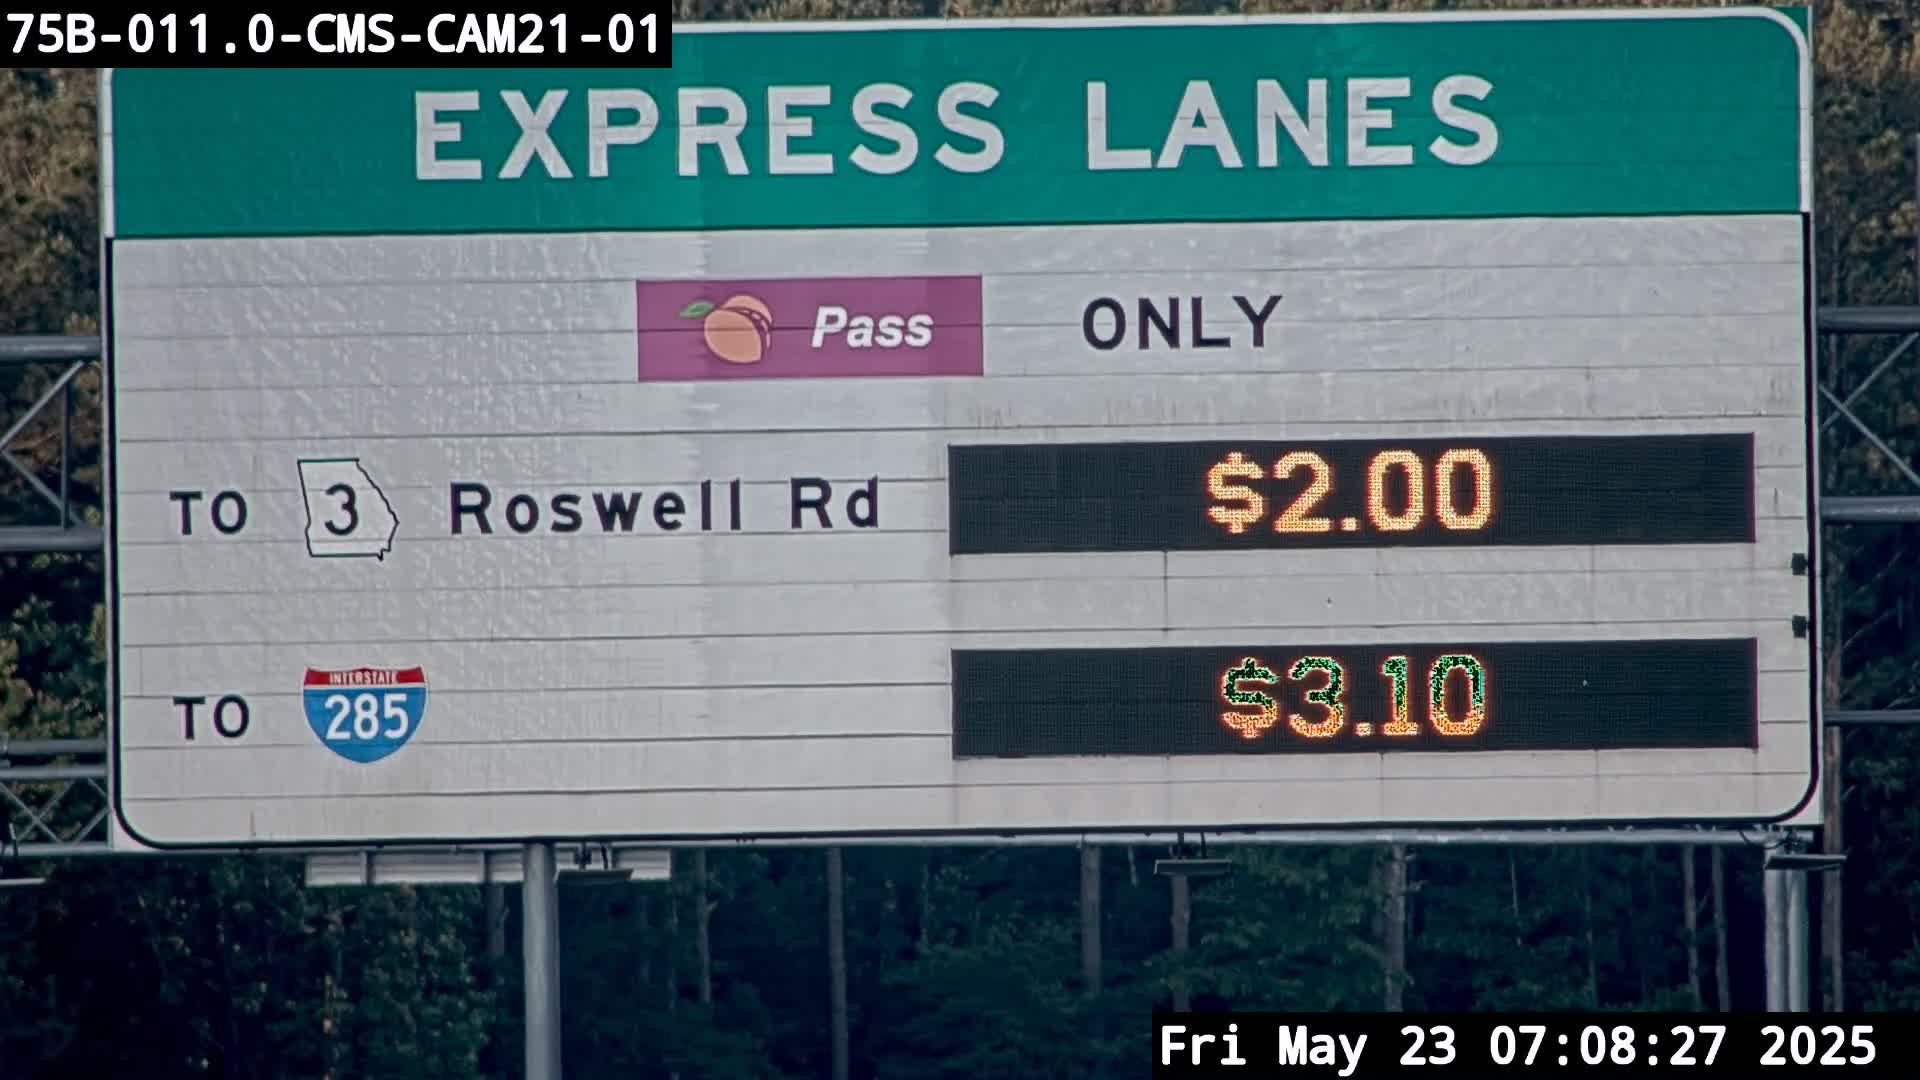 75B-011.0-CMS-CAM21-01
EXPRESS LANES
Pass ONLY
TO 3 Roswell Rd $2.00
INTERSTATE
TO 285 $3.10
Fri May 23 07:08:27 2025